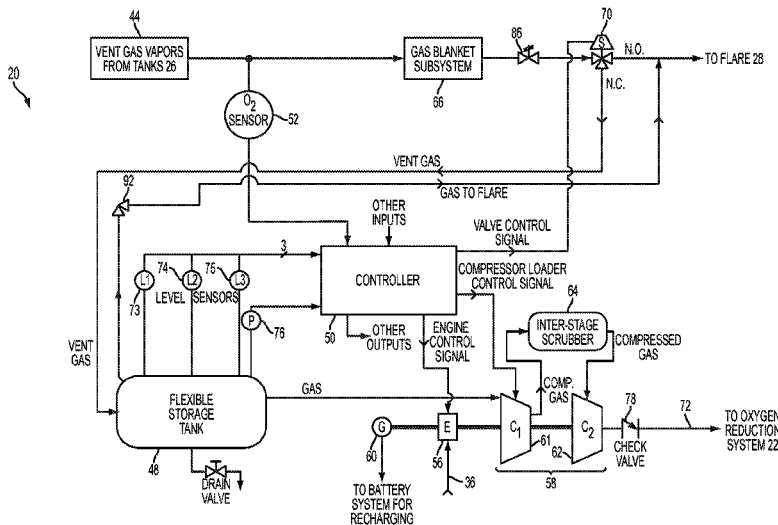 44
VENT GAS VAPORS
FROM TANKS 26
GAS BLANKET
SUBSYSTEM
66
86
70
S
N.O.
N.C.
TO FLARE 28
20
O2
SENSOR
52
VENT GAS
GAS TO FLARE
92
OTHER
INPUTS
VALVE CONTROL
SIGNAL
3
CONTROLLER
COMPRESSOR LOADER
CONTROL SIGNAL
L1
73
74
L2
75
L3
LEVEL SENSORS
P
76
50
OTHER
OUTPUTS
ENGINE
CONTROL
SIGNAL
64
INTER-STAGE
SCRUBBER
COMPRESSED
GAS
COMP.
GAS
VENT
GAS
FLEXIBLE
STORAGE
TANK
48
GAS
DRAIN
VALVE
G
60
E
56
C1
61
C2
62
58
78
CHECK
VALVE
72
TO OXYGEN
REDUCTION
SYSTEM 22
TO BATTERY
SYSTEM FOR
RECHARGING
36